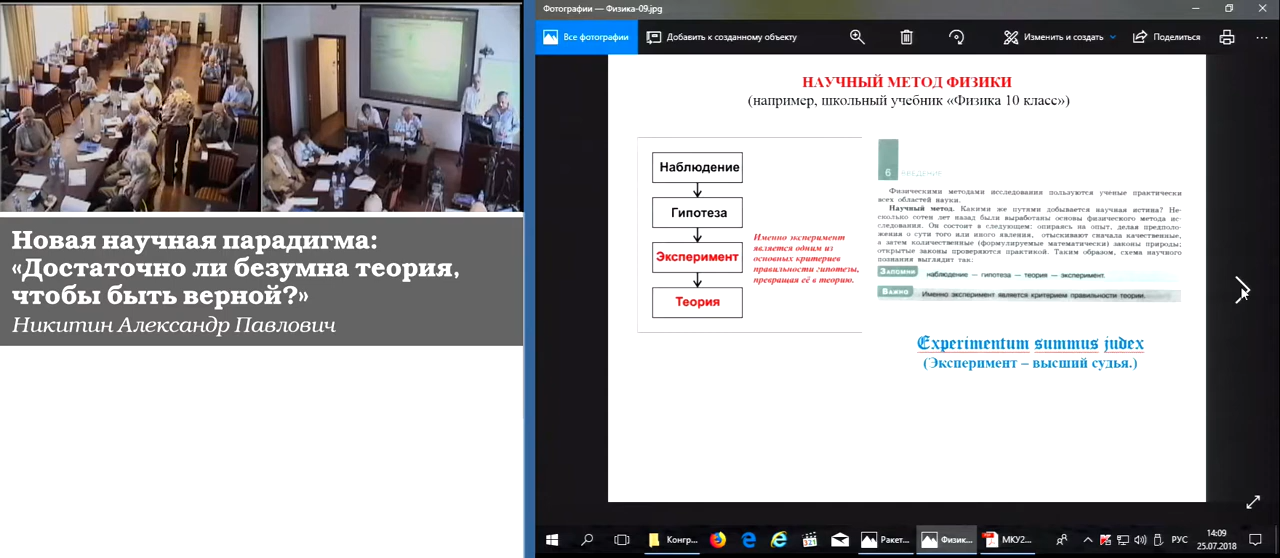 Новая научная парадигма:
«Достаточно ли безумна теория,
чтобы быть верной?»
Никитин Александр Павлович
Фотографии — Физика-09.jpg
Все фотографии
Добавить к созданному объекту
Изменить и создать
Поделиться
НАУЧНЫЙ МЕТОД ФИЗИКИ
(например, школьный учебник «Физика 10 класс»)
Наблюдение
Гипотеза
Эксперимент
Теория
Именно эксперимент
является одним из
основных критериев
правильности гипотезы,
превращая её в теорию.
6 ВВЕДЕНИЕ
Физическими методами исследования пользуются ученые практически
всех областей науки.
Научный метод. Какими же путями добывается научная истина? Не-
сколько сотен лет назад были выработаны основы физического метода ис-
следования. Он состоит в следующем: опираясь на опыт, делая предполо-
жения о сути того или иного явления, отыскивают сначала качественные,
а затем количественные (формулируемые математически) законы природы;
открытые законы проверяются практикой. Таким образом, схема научного
познания выглядит так:
Запомни наблюдение — гипотеза — теория — эксперимент.
Важно Именно эксперимент является критерием правильности теории.
Experimentum summus judex
(Эксперимент – высший судья.)
Конгр...
321
Ракет...
Физик...
МКУ2...
РУС
14:09
25.07.2018